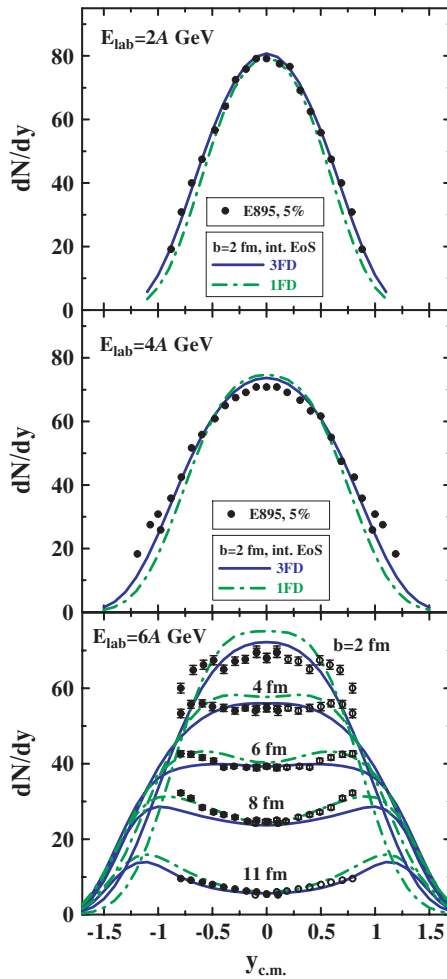 E_lab=2A GeV
80
60
40
20
0
dN/dy
E895, 5%
b=2 fm, int. EoS
3FD
1FD
E_lab=4A GeV
80
60
40
20
0
dN/dy
E895, 5%
b=2 fm, int. EoS
3FD
1FD
E_lab=6A GeV
b=2 fm
4 fm
6 fm
8 fm
11 fm
60
40
20
0
dN/dy
-1.5 -1 -0.5 0 0.5 1 1.5
y_c.m.